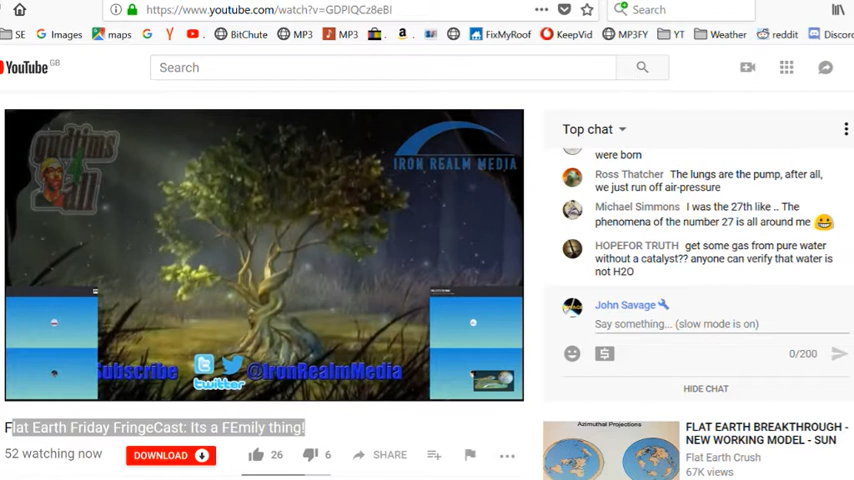 https://www.youtube.com/watch?v=GDPIQCz8eBI
Search
SE
Images
maps
BitChute
MP3
MP3
FixMyRoof
KeepVid
MP3FY
YT
Weather
reddit
Discord
YouTube GB
Search
gudtims
4all
IRON REALM MEDIA
Subscribe
twitter
@IronRealmMedia
Top chat
were born
Ross Thatcher The lungs are the pump, after all,
we just run off air-pressure
Michael Simmons I was the 27th like .. The
phenomena of the number 27 is all around me
HOPEFOR TRUTH get some gas from pure water
without a catalyst?? anyone can verify that water is
not H2O
John Savage
Say something... (slow mode is on)
0/200
HIDE CHAT
Flat Earth Friday FringeCast: Its a FEmily thing!
52 watching now
DOWNLOAD
26
6
SHARE
Azimuthal Projections
FLAT EARTH BREAKTHROUGH -
NEW WORKING MODEL - SUN
Flat Earth Crush
67K views